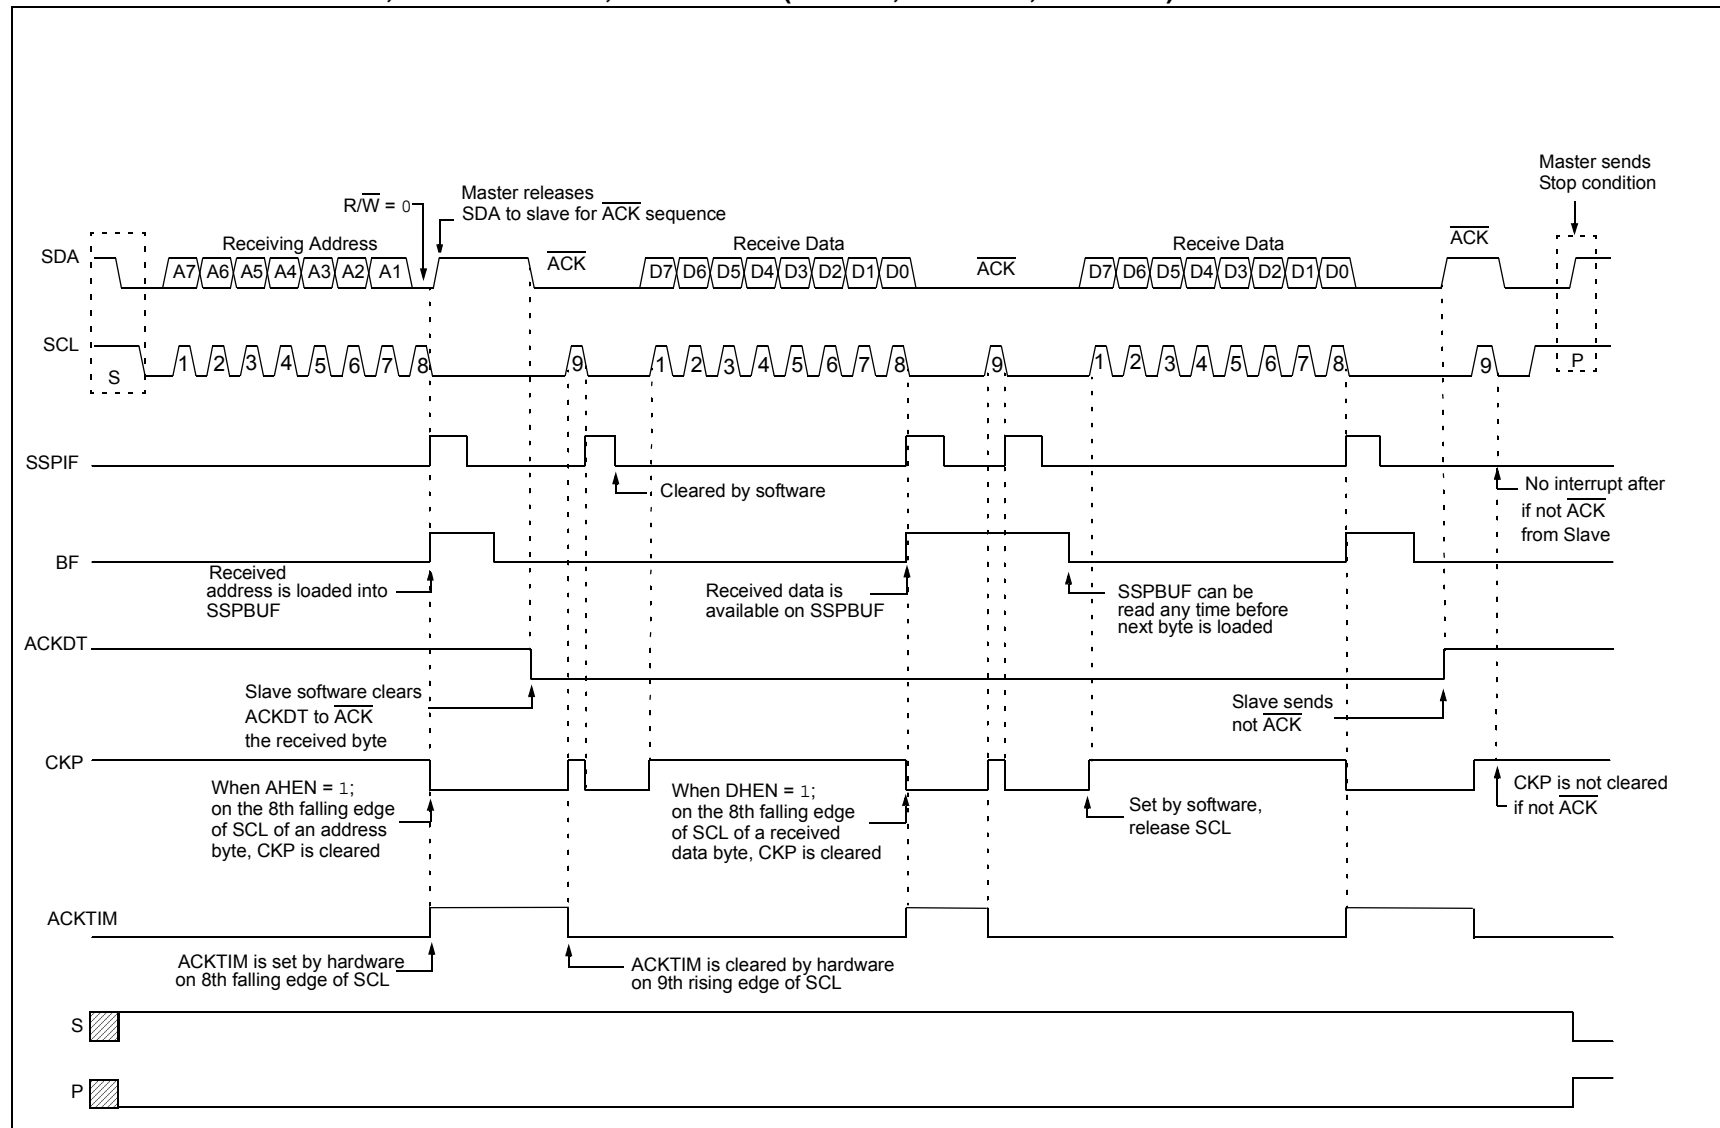 Master sends
Stop condition
Master releases
SDA to slave for ACK sequence
R/W = 0
SDA
Receiving Address
A7 A6 A5 A4 A3 A2 A1
ACK
Receive Data
D7 D6 D5 D4 D3 D2 D1 D0
ACK
Receive Data
D7 D6 D5 D4 D3 D2 D1 D0
ACK
SCL
S
1 2 3 4 5 6 7 8 9
1 2 3 4 5 6 7 8 9
1 2 3 4 5 6 7 8 9
P
SSPIF
Cleared by software
No interrupt after
if not ACK
from Slave
BF
Received
address is loaded into
SSPBUF
Received data is
available on SSPBUF
SSPBUF can be
read any time before
next byte is loaded
ACKDT
Slave software clears
ACKDT to ACK
the received byte
Slave sends
not ACK
CKP
When AHEN = 1;
on the 8th falling edge
of SCL of an address
byte, CKP is cleared
When DHEN = 1;
on the 8th falling edge
of SCL of a received
data byte, CKP is cleared
Set by software,
release SCL
CKP is not cleared
if not ACK
ACKTIM
ACKTIM is set by hardware
on 8th falling edge of SCL
ACKTIM is cleared by hardware
on 9th rising edge of SCL
S
P